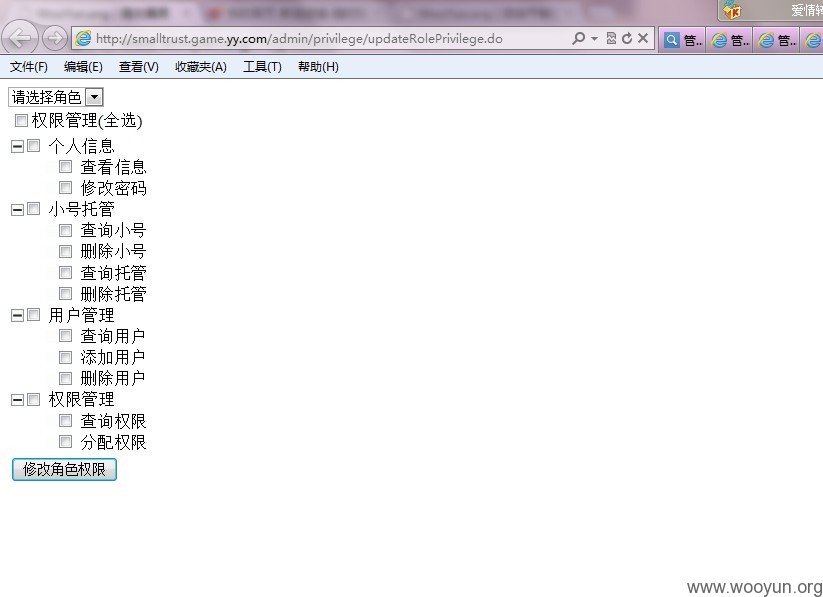 爱情转
http://smalltrust.game.yy.com/admin/privilege/updateRolePrivilege.do
管..
管..
管..
文件(F) 编辑(E) 查看(V) 收藏夹(A) 工具(T) 帮助(H)
请选择角色
权限管理(全选)
个人信息
查看信息
修改密码
小号托管
查询小号
删除小号
查询托管
删除托管
用户管理
查询用户
添加用户
删除用户
权限管理
查询权限
分配权限
修改角色权限
www.wooyun.org